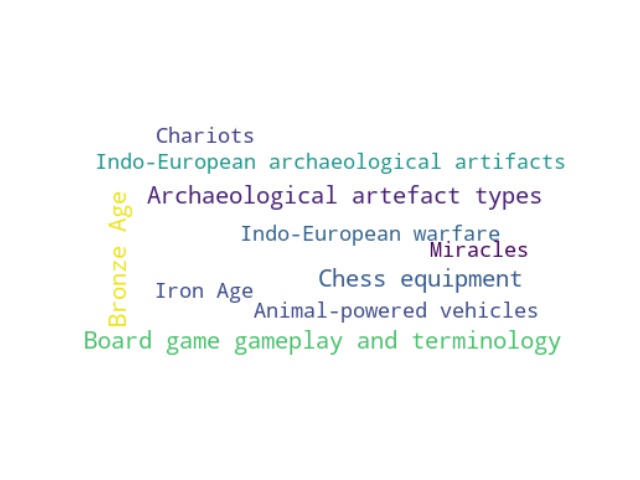 Chariots
Indo-European archaeological artifacts
Archaeological artefact types
Bronze Age
Indo-European warfare
Miracles
Chess equipment
Iron Age
Animal-powered vehicles
Board game gameplay and terminology